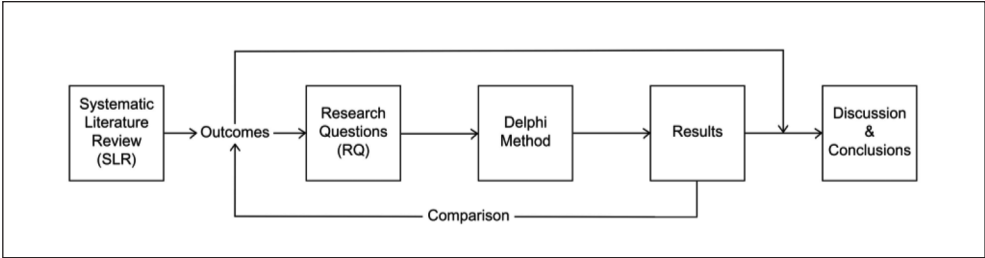 Systematic
Literature
Review
(SLR)
Outcomes
Research
Questions
(RQ)
Delphi
Method
Results
Discussion
&
Conclusions
Comparison